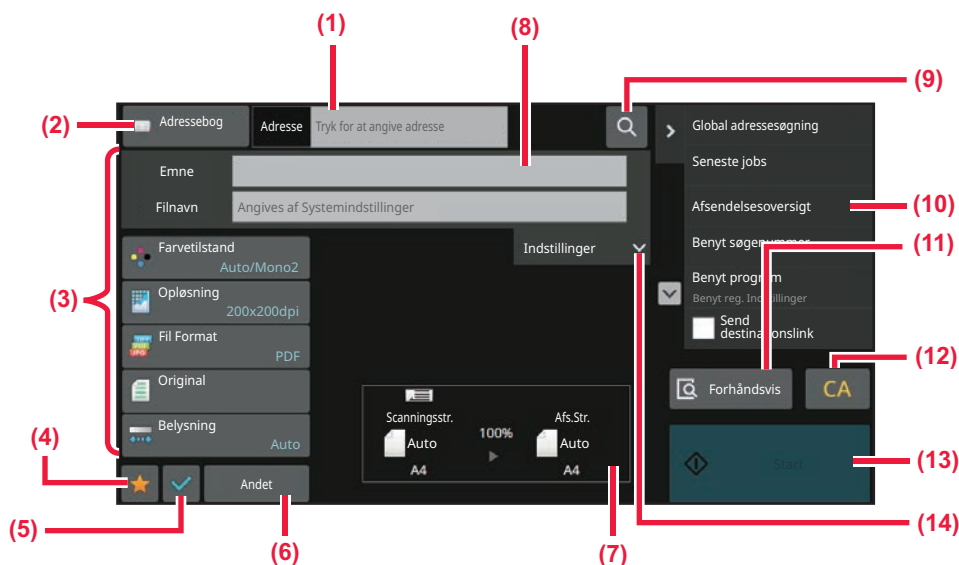 (1)
(8)
(9)
(2)
Adressebog
Adresse
Tryk for at angive adresse
Global adressesøgning
Seneste jobs
Emne
Filnavn
Angives af Systemindstillinger
Afsendelsesoversigt
(10)
(11)
Indstillinger
Benyt søgenummer
(3)
Farvetilstand
Auto/Mono2
Opløsning
200x200dpi
Fil Format
PDF
Original
Belysning
Auto
Benyt program
Benyt reg. Indstillinger
Send
destinationslink
(12)
Forhåndsvis
CA
Scanningsstr.
Auto
A4
100%
Afs.Str.
Auto
A4
(4)
Andet
Start
(13)
(5)
(6)
(7)
(14)